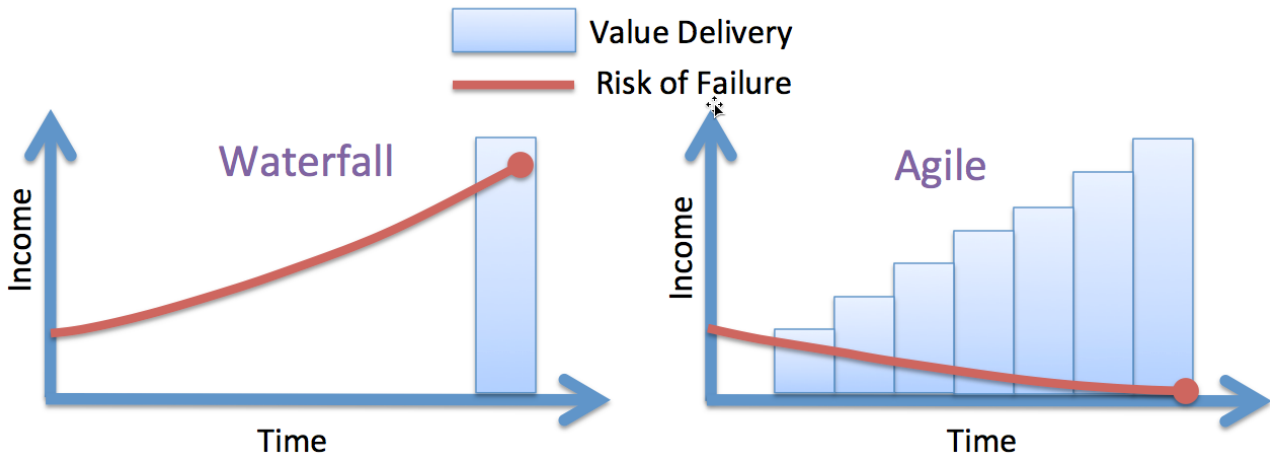 Value Delivery
Risk of Failure
Waterfall
Income
Time
Agile
Income
Time